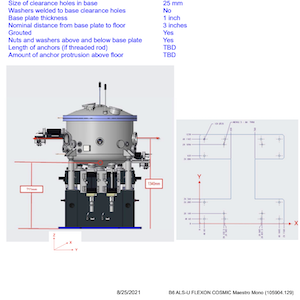 Size of clearance holes in base 25 mm
Washers welded to base clearance holes No
Base plate thickness 1 inch
Nominal distance from base plate to floor 3 inches
Grouted Yes
Nuts and washers above and below base plate Yes
Length of anchors (if threaded rod) TBD
Amount of anchor protrusion above floor TBD
Y
X
8/25/2021 B6 ALS-U FLEXON COSMIC Maestro Mono [105904.129]